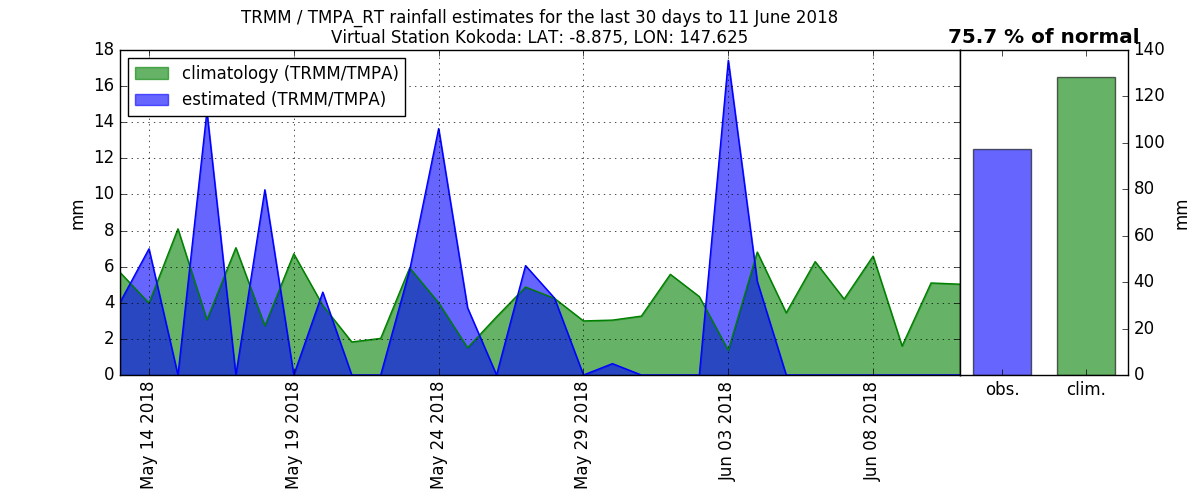 TRMM / TMPA_RT rainfall estimates for the last 30 days to 11 June 2018
Virtual Station Kokoda: LAT: -8.875, LON: 147.625
75.7 % of normal
climatology (TRMM/TMPA)
estimated (TRMM/TMPA)
18
16
14
12
10
8
6
4
2
0
mm
May 14 2018
May 19 2018
May 24 2018
May 29 2018
Jun 03 2018
Jun 08 2018
140
120
100
80
60
40
20
0
mm
obs.
clim.